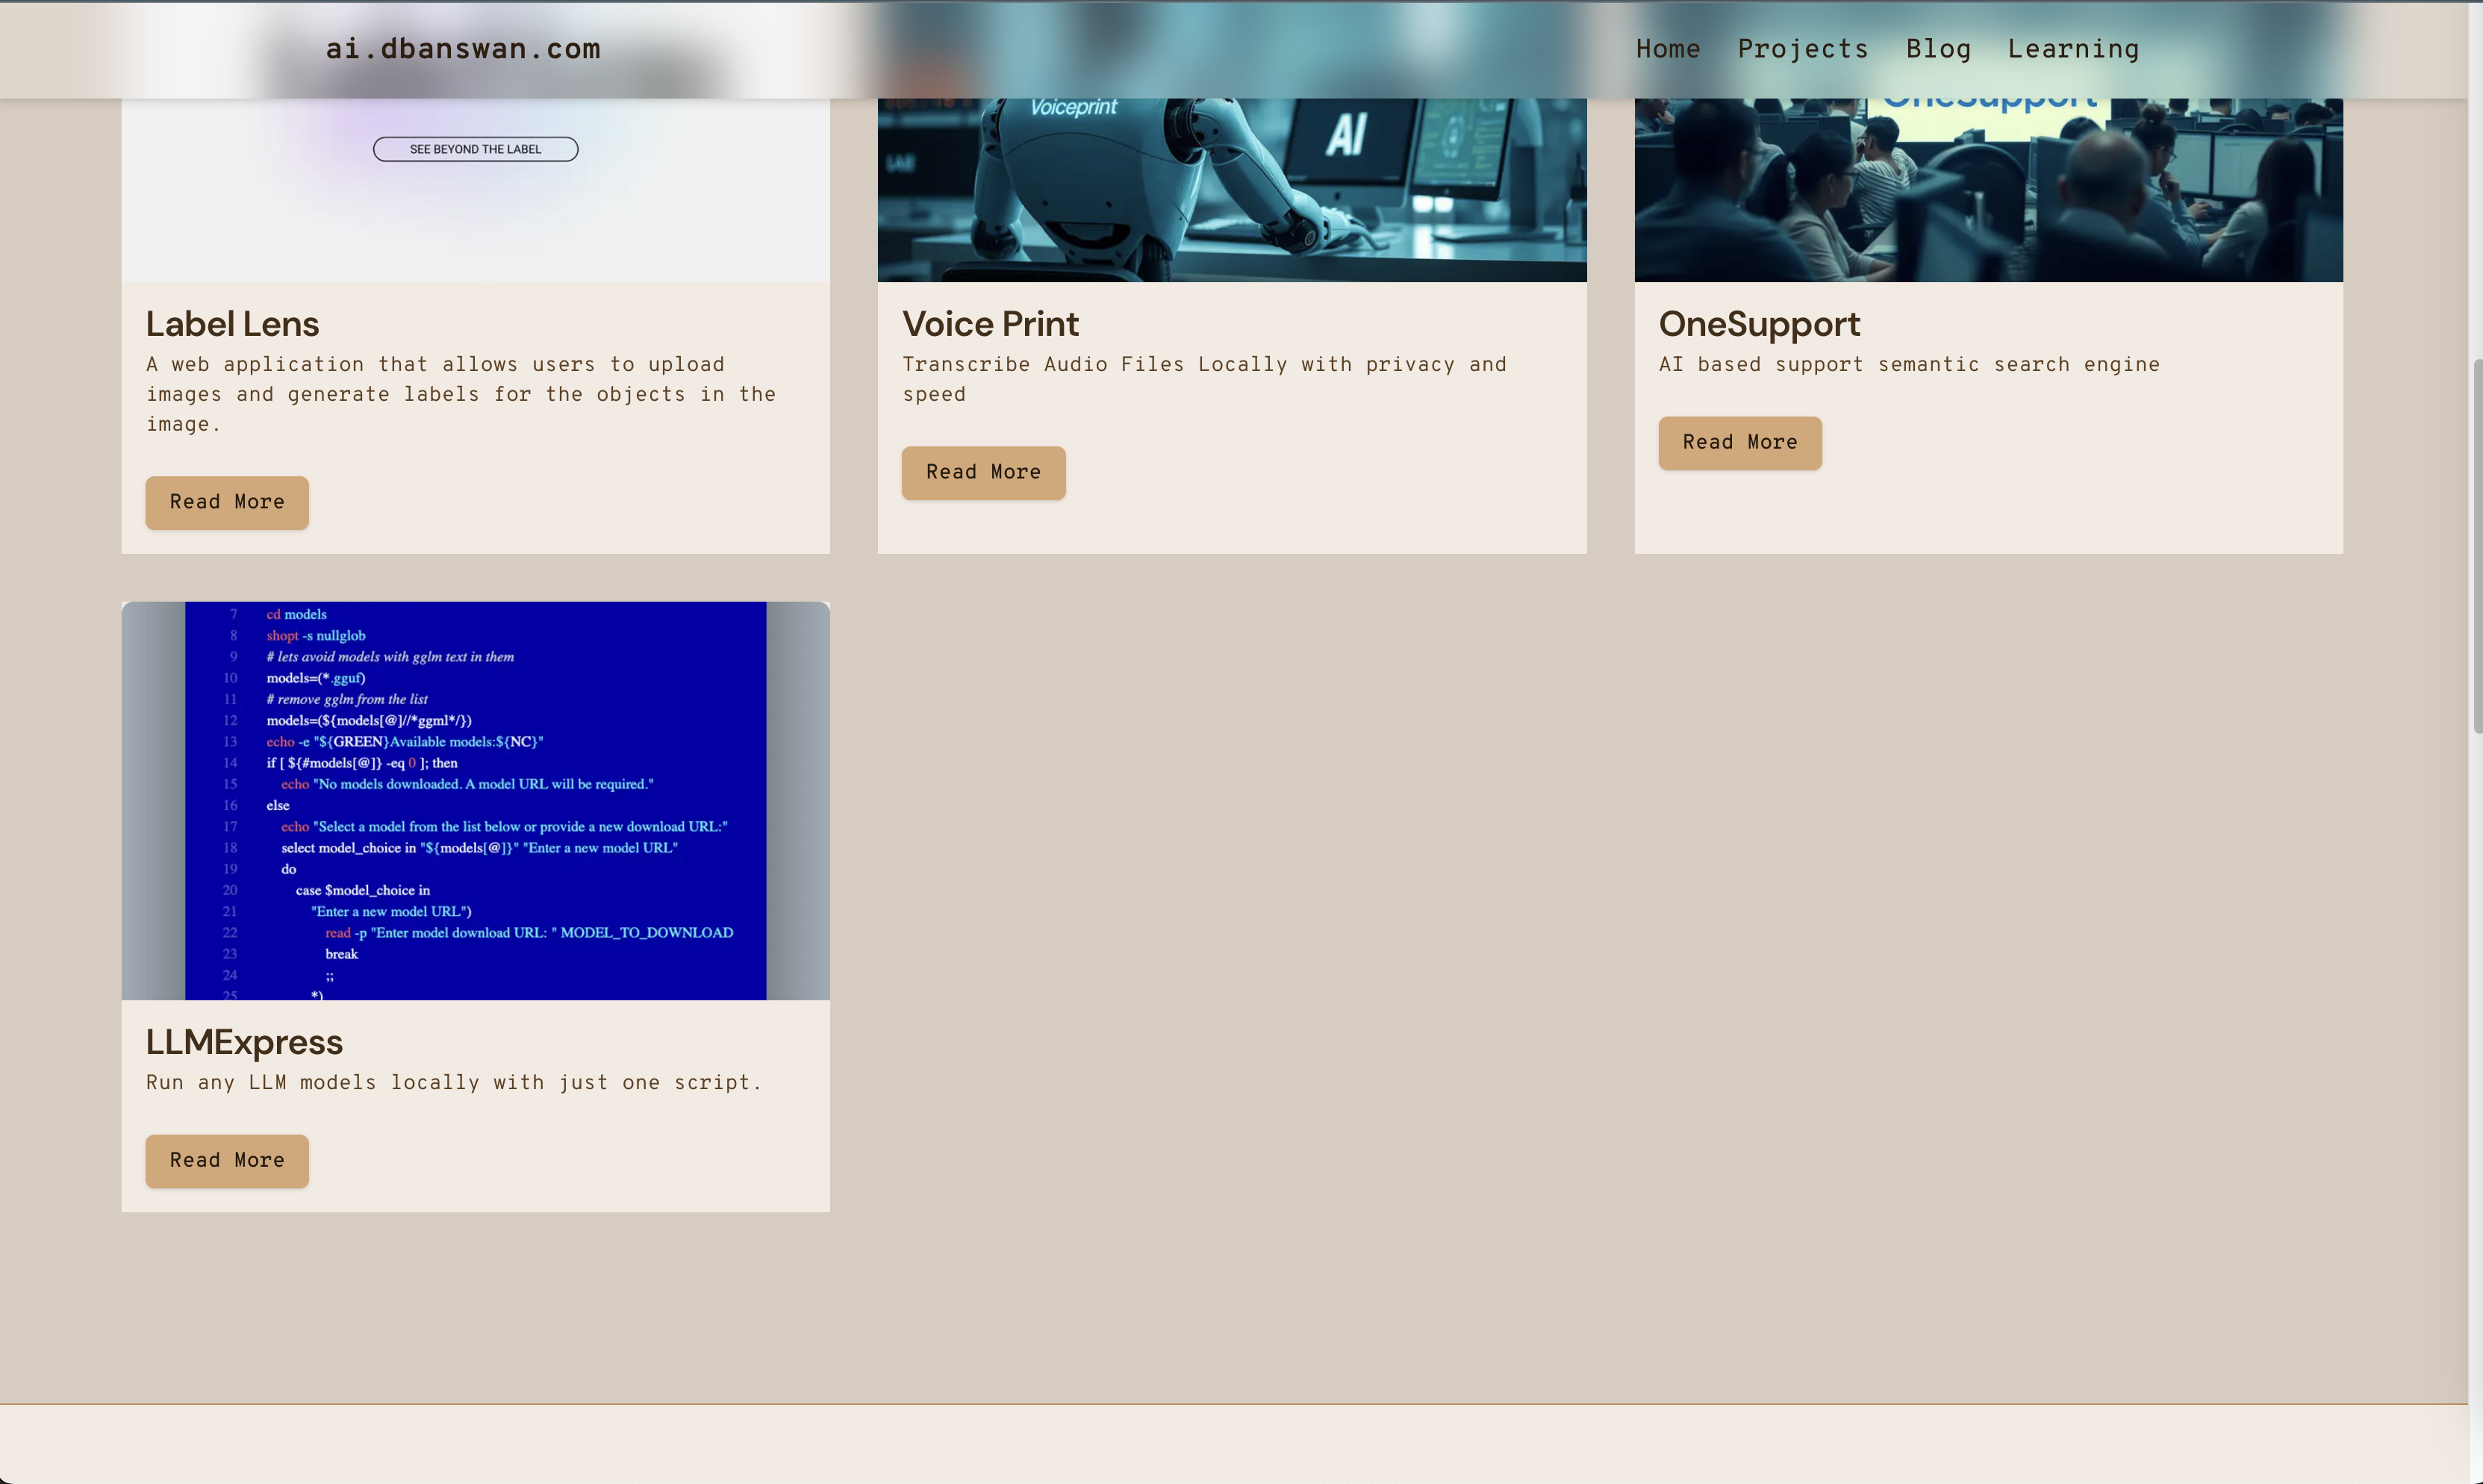 ai.dbanswan.com
Home Projects Blog Learning
SEE BEYOND THE LABEL
Voiceprint
AI
OneSupport
Label Lens
A web application that allows users to upload
images and generate labels for the objects in the
image.
Read More
Voice Print
Transcribe Audio Files Locally with privacy and
speed
Read More
OneSupport
AI based support semantic search engine
Read More
7 cd models
8 shopt -s nullglob
9 # lets avoid models with gglm text in them
10 models=(*.gguf)
11 # remove gglm from the list
12 models=(${models[@]//*ggml*/})
13 echo -e "${GREEN}Available models:${NC}"
14 if [ ${#models[@]} -eq 0 ]; then
15 echo "No models downloaded. A model URL will be required."
16 else
17 echo "Select a model from the list below or provide a new download URL:"
18 select model_choice in "${models[@]}" "Enter a new model URL"
19 do
20 case $model_choice in
21 "Enter a new model URL")
22 read -p "Enter model download URL: " MODEL_TO_DOWNLOAD
23 break
24 ;;
25 *)
LLMExpress
Run any LLM models locally with just one script.
Read More